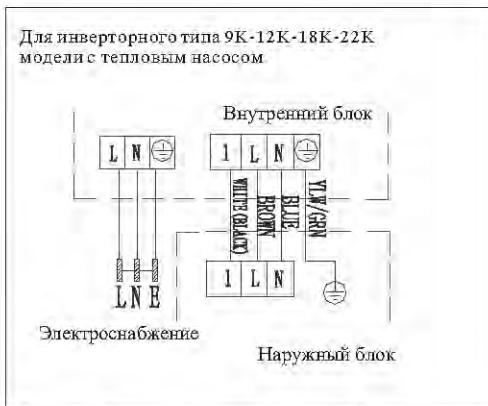 Для инверторного типа 9K-12K-18K-22K
модели с тепловым насосом
Внутренний блок
L N
1 L N
WHITE(BLACK)
BROWN
BLUE
YLW/GRN
1 L N
L N E
Электроснабжение
Наружный блок